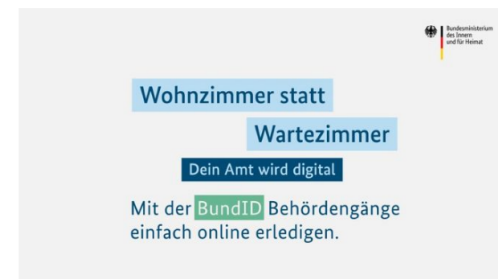 Bundesministerium
des Innern
und für Heimat
Wohnzimmer statt
Wartezimmer
Dein Amt wird digital
Mit der BundID Behördengänge
einfach online erledigen.